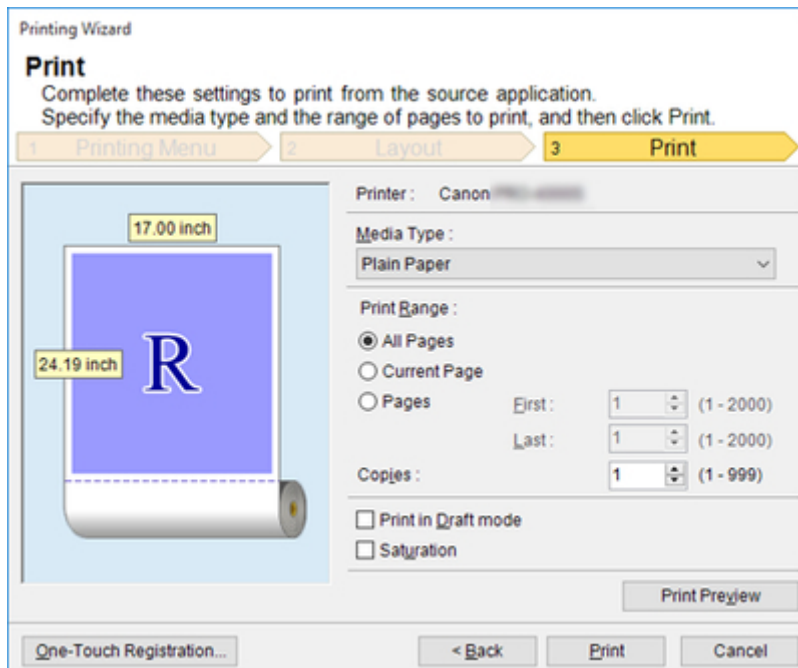 Printing Wizard
Print
Complete these settings to print from the source application.
Specify the media type and the range of pages to print, and then click Print.
1 Printing Menu 2 Layout 3 Print
Printer : Canon
17.00 inch
Media Type :
Plain Paper
Print Range :
All Pages
24.19 inch
R
Current Page
Pages First : 1 (1 - 2000)
Last : 1 (1 - 2000)
Copies : 1 (1 - 999)
Print in Draft mode
Saturation
Print Preview
One-Touch Registration... < Back Print Cancel